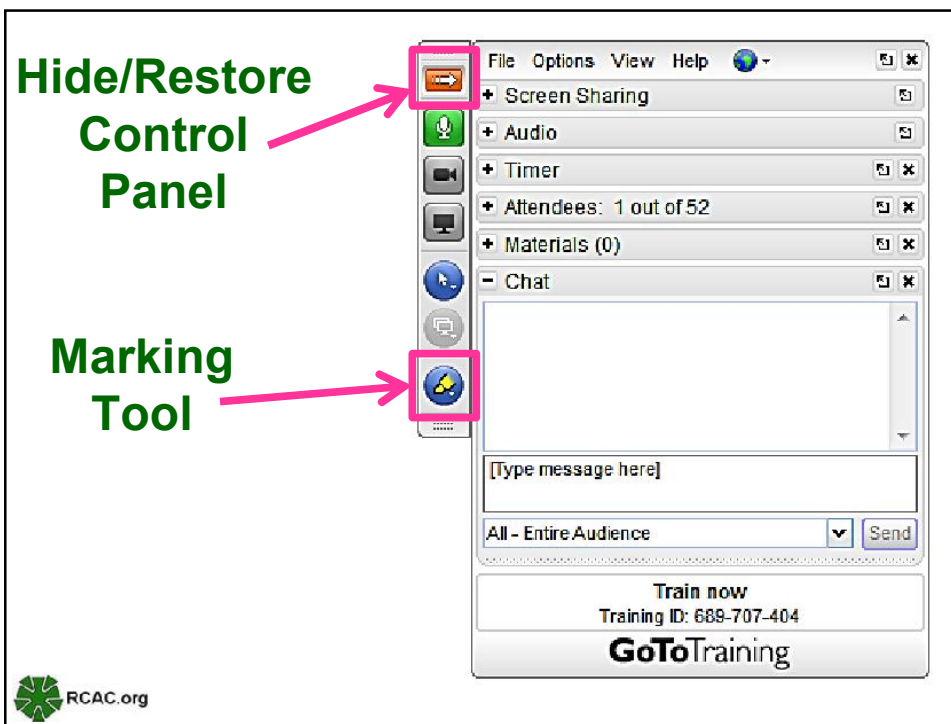 Hide/Restore
Control
Panel
Marking
Tool
File Options View Help
Screen Sharing
Audio
Timer
Attendees: 1 out of 52
Materials (0)
Chat
[Type message here]
All - Entire Audience
Send
Train now
Training ID: 689-707-404
GoToTraining
RCAC.org